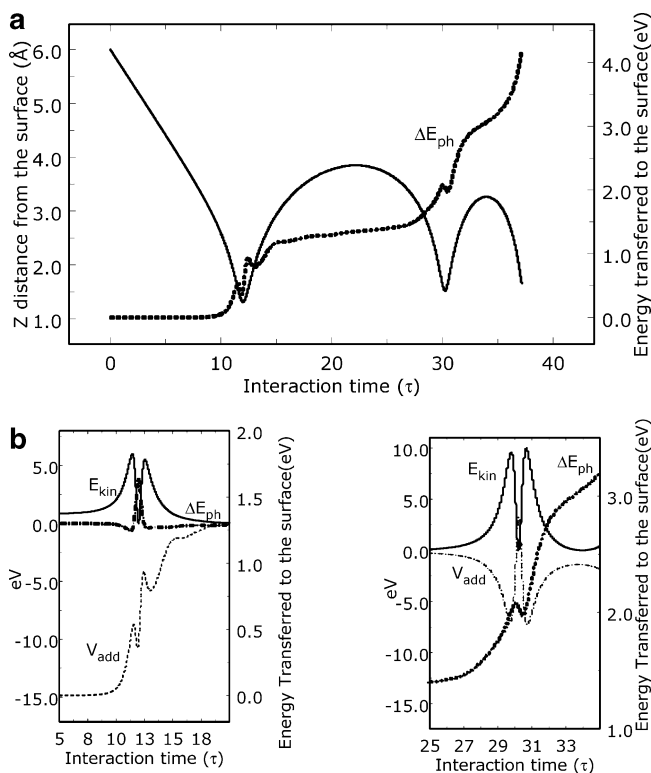 a
Z distance from the surface (Å)
6.0
5.0
4.0
3.0
2.0
1.0
ΔEph
4.0
3.0
2.0
1.0
0.0
Energy transferred to the surface(eV)
0 10 20 30 40
Interaction time (τ)
b
eV
5.0
0.0
-5.0
-10.0
-15.0
Ekin
ΔEph
Vadd
2.0
1.6
1.3
1.0
0.5
0.0
Energy Transferred to the surface(eV)
5 8 10 13 15 18
Interaction time (τ)
eV
10.0
5.0
0.0
-5.0
-10.0
-15.0
Ekin
ΔEph
Vadd
3.0
2.0
1.0
Energy Transferred to the surface(eV)
25 27 29 31 33
Interaction time (τ)